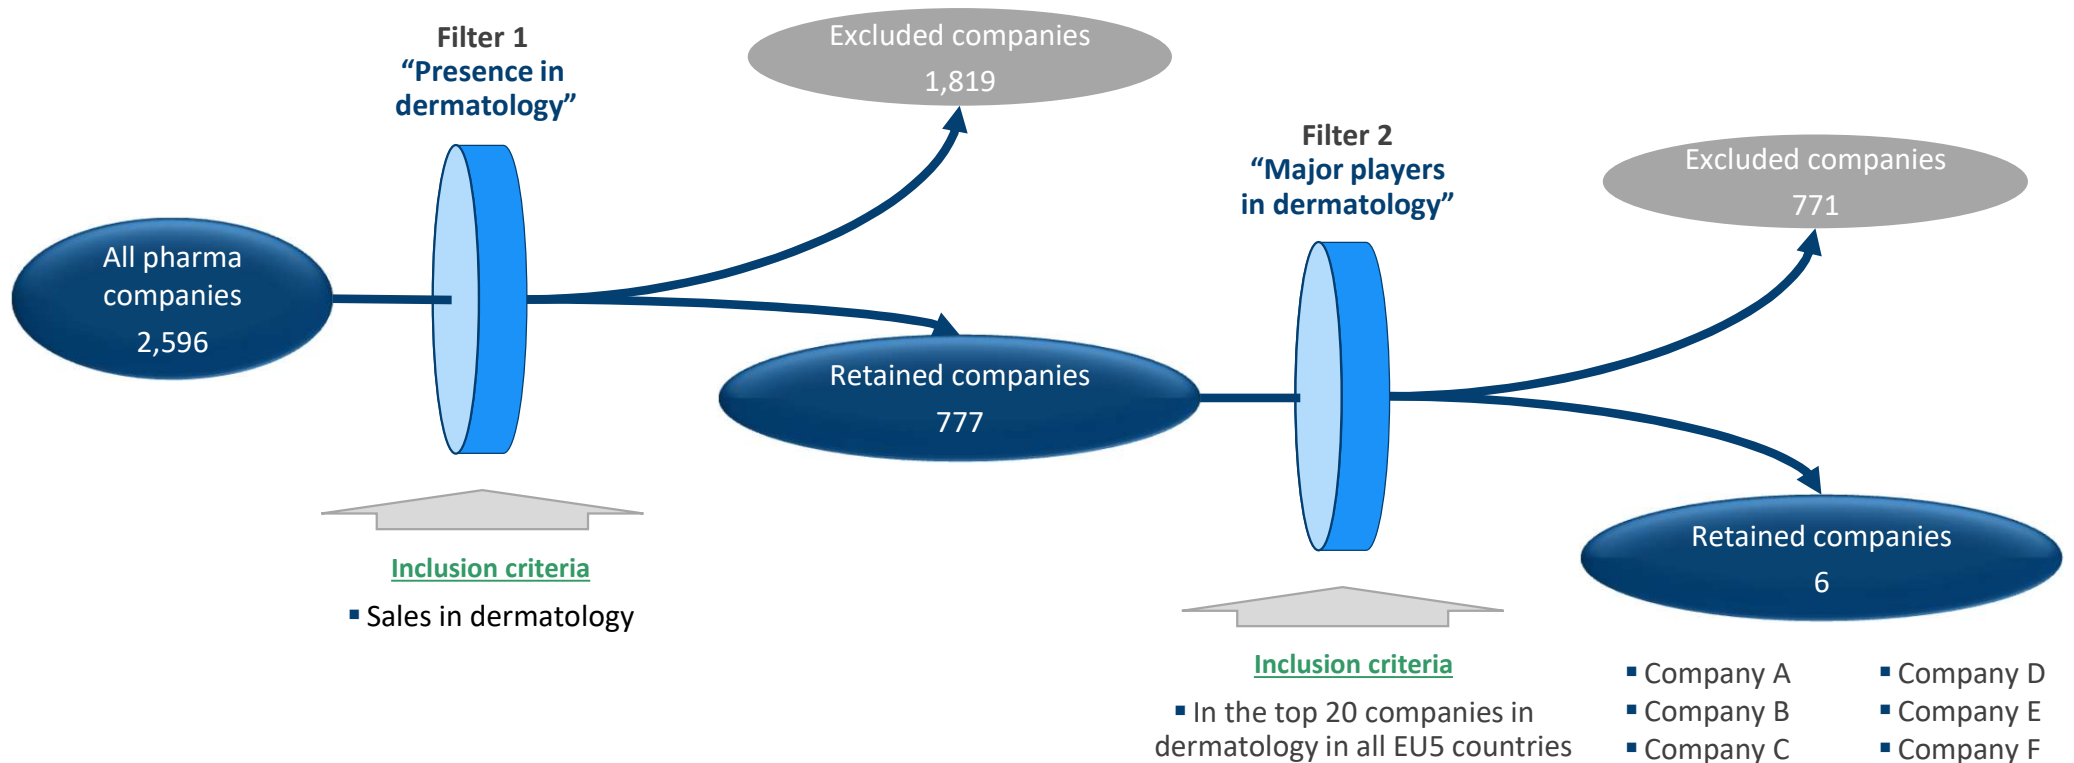 Filter 1
“Presence in
dermatology”
Excluded companies
1,819
All pharma
companies
2,596
Retained companies
777
Inclusion criteria
▪ Sales in dermatology
Filter 2
“Major players
in dermatology”
Excluded companies
771
Retained companies
6
Inclusion criteria
▪ In the top 20 companies in
dermatology in all EU5 countries
▪ Company A
▪ Company B
▪ Company C
▪ Company D
▪ Company E
▪ Company F